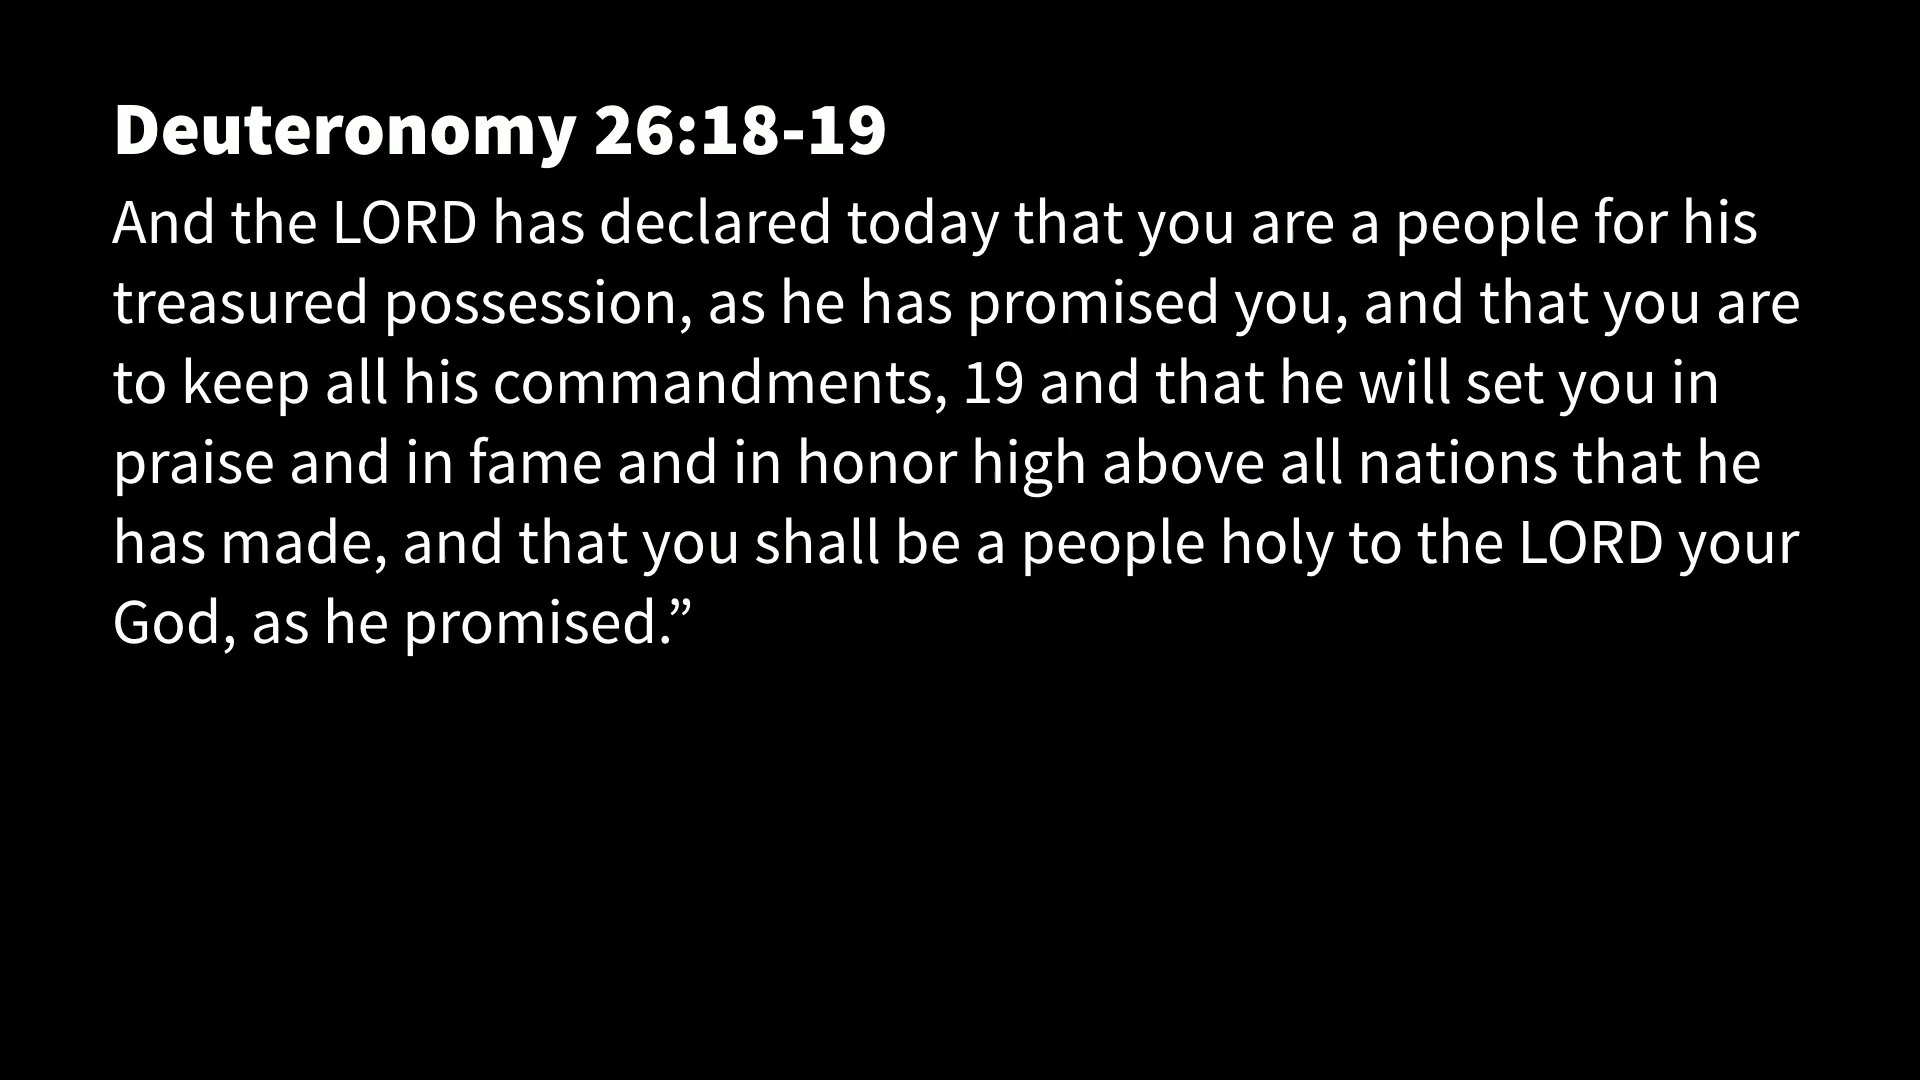 Deuteronomy 26:18-19
And the LORD has declared today that you are a people for his
treasured possession, as he has promised you, and that you are
to keep all his commandments, 19 and that he will set you in
praise and in fame and in honor high above all nations that he
has made, and that you shall be a people holy to the LORD your
God, as he promised.”